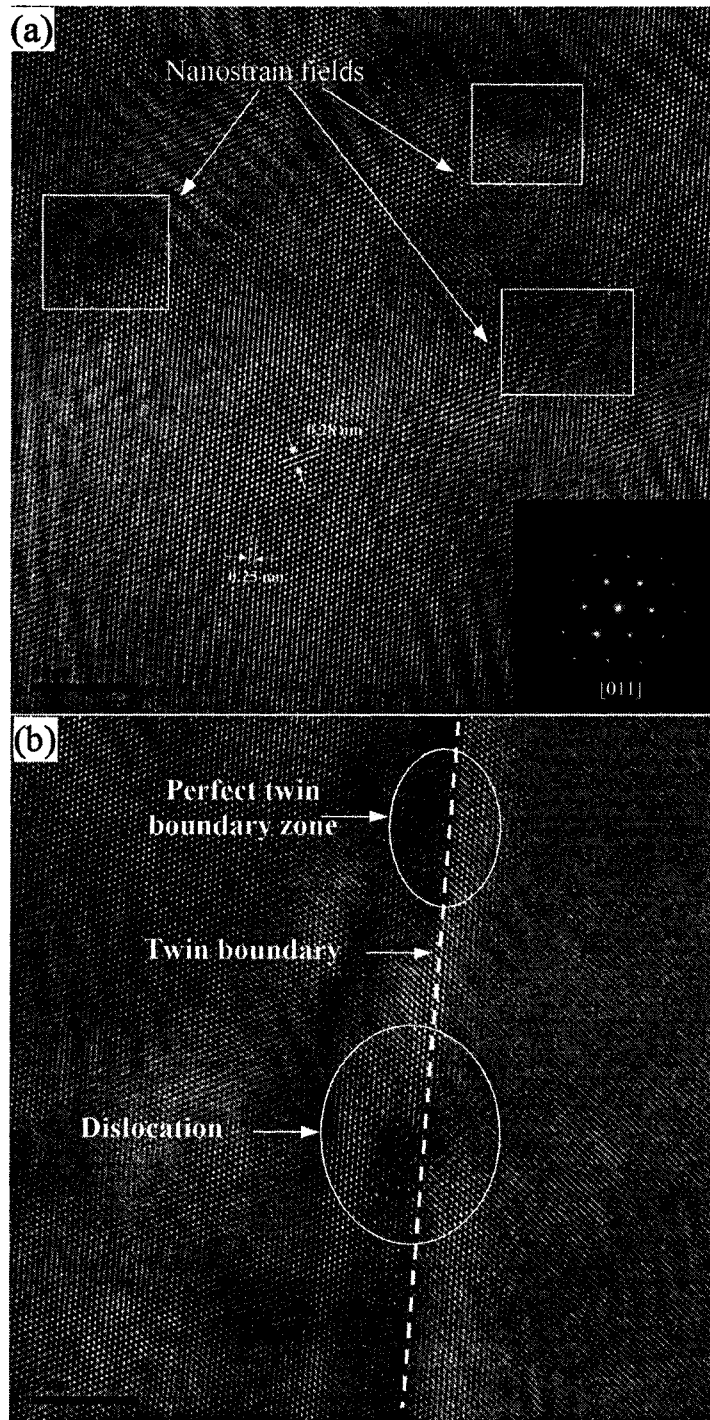 (a)
Nanostrain fields
0.28 nm
0.25 nm
[011]
(b)
Perfect twin
boundary zone
Twin boundary
Dislocation